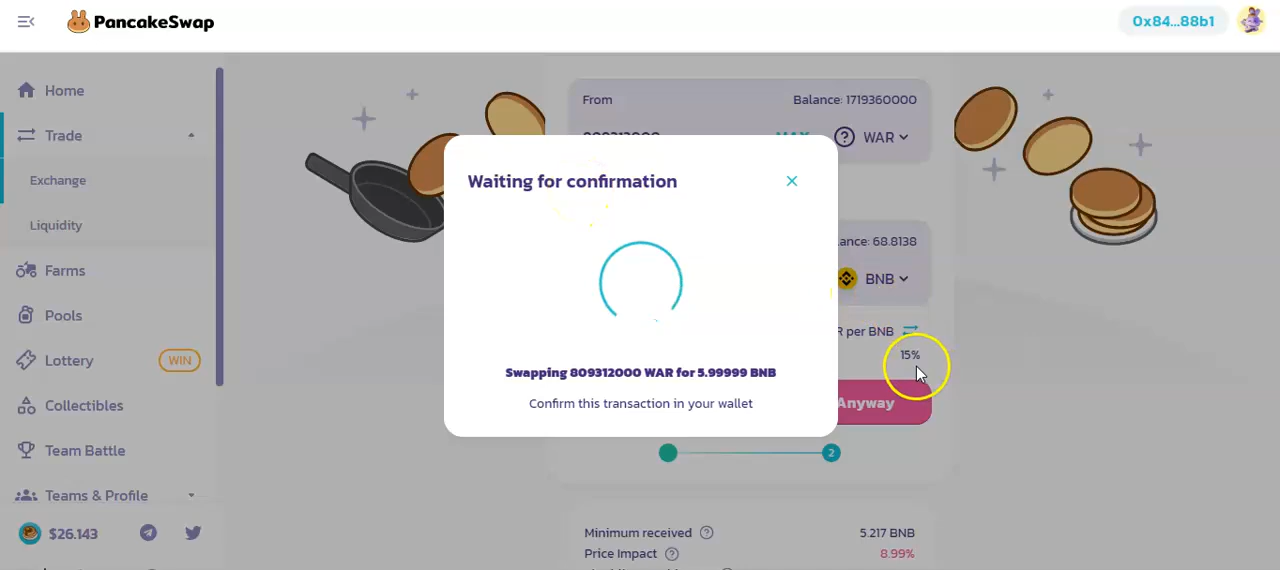 PancakeSwap
0x84...88b1
Home
Trade
Exchange
Liquidity
Farms
Pools
Lottery
WIN
Collectibles
Team Battle
Teams & Profile
$26.143
From
Balance: 1719360000
809312000
MAX
WAR
lance: 68.8138
BNB
R per BNB
15%
Anyway
2
Waiting for confirmation
Swapping 809312000 WAR for 5.99999 BNB
Confirm this transaction in your wallet
Minimum received
5.217 BNB
Price Impact
8.99%